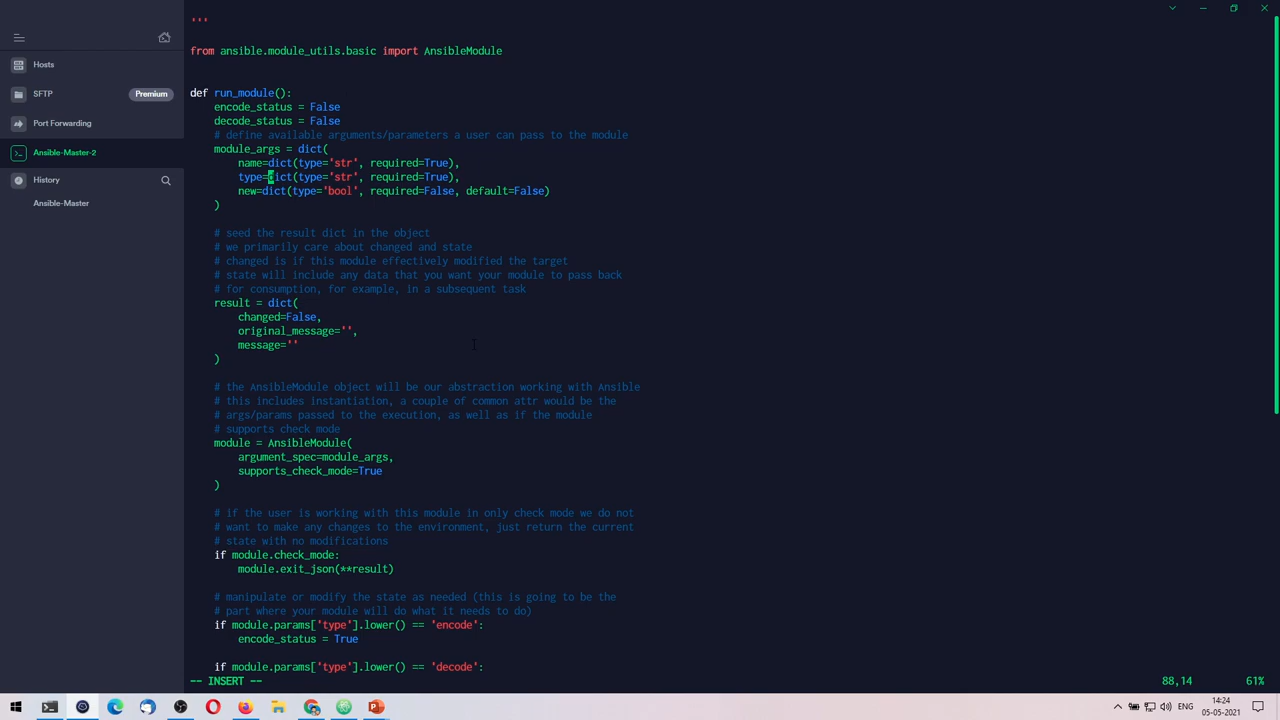 Hosts
SFTP
Premium
Port Forwarding
Ansible-Master-2
History
Ansible-Master
'''
from ansible.module_utils.basic import AnsibleModule
def run_module():
    encode_status = False
    decode_status = False
    # define available arguments/parameters a user can pass to the module
    module_args = dict(
        name=dict(type='str', required=True),
        type=dict(type='str', required=True),
        new=dict(type='bool', required=False, default=False)
    )
    # seed the result dict in the object
    # we primarily care about changed and state
    # changed is if this module effectively modified the target
    # state will include any data that you want your module to pass back
    # for consumption, for example, in a subsequent task
    result = dict(
        changed=False,
        original_message='',
        message=''
    )
    # the AnsibleModule object will be our abstraction working with Ansible
    # this includes instantiation, a couple of common attr would be the
    # args/params passed to the execution, as well as if the module
    # supports check mode
    module = AnsibleModule(
        argument_spec=module_args,
        supports_check_mode=True
    )
    # if the user is working with this module in only check mode we do not
    # want to make any changes to the environment, just return the current
    # state with no modifications
    if module.check_mode:
        module.exit_json(**result)
    # manipulate or modify the state as needed (this is going to be the
    # part where your module will do what it needs to do)
    if module.params['type'].lower() == 'encode':
        encode_status = True
    if module.params['type'].lower() == 'decode':
-- INSERT --
88,14
61%
ENG
14:24
05-05-2021